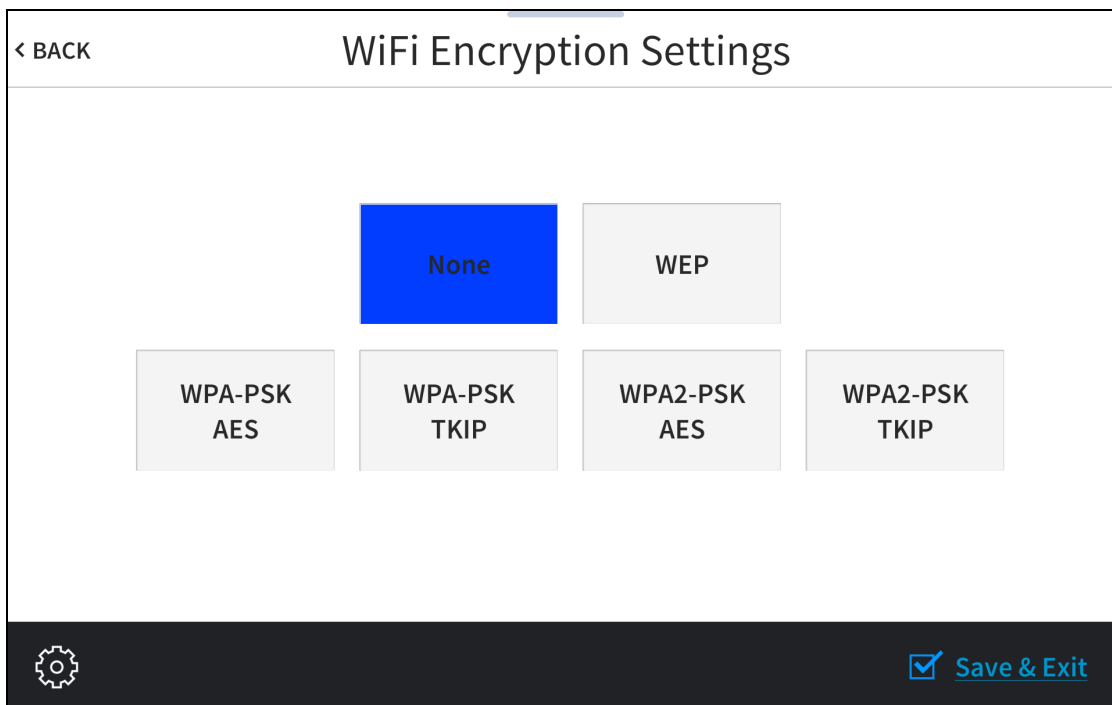 < BACK
WiFi Encryption Settings
None
WEP
WPA-PSK
AES
WPA-PSK
TKIP
WPA2-PSK
AES
WPA2-PSK
TKIP
Save & Exit